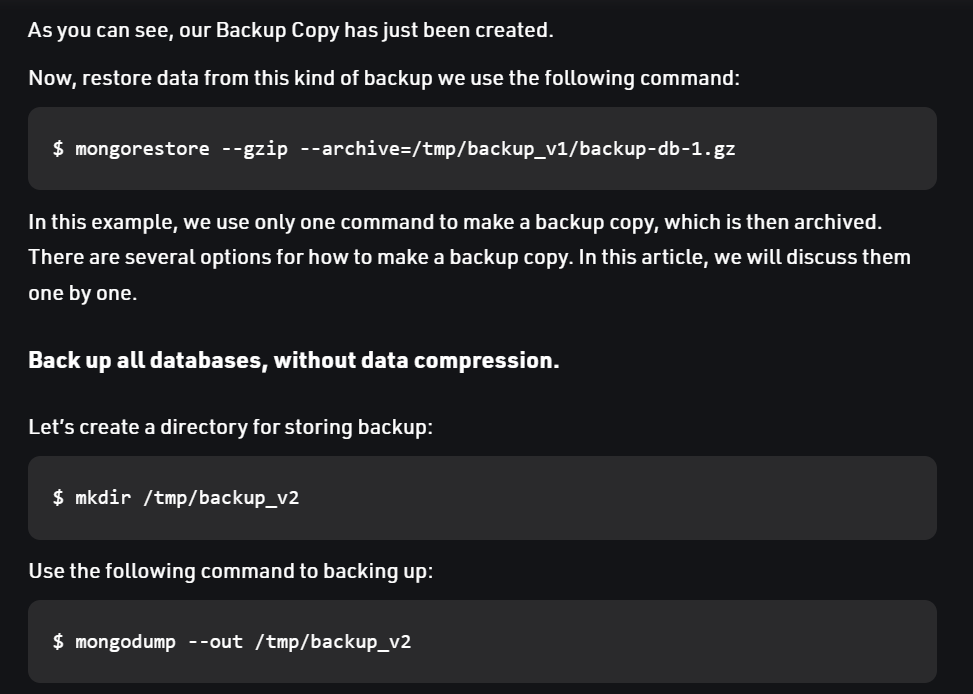 As you can see, our Backup Copy has just been created.
Now, restore data from this kind of backup we use the following command:
$ mongorestore --gzip --archive=/tmp/backup_v1/backup-db-1.gz
In this example, we use only one command to make a backup copy, which is then archived.
There are several options for how to make a backup copy. In this article, we will discuss them
one by one.
Back up all databases, without data compression.
Let's create a directory for storing backup:
$ mkdir /tmp/backup_v2
Use the following command to backing up:
$ mongodump --out /tmp/backup_v2